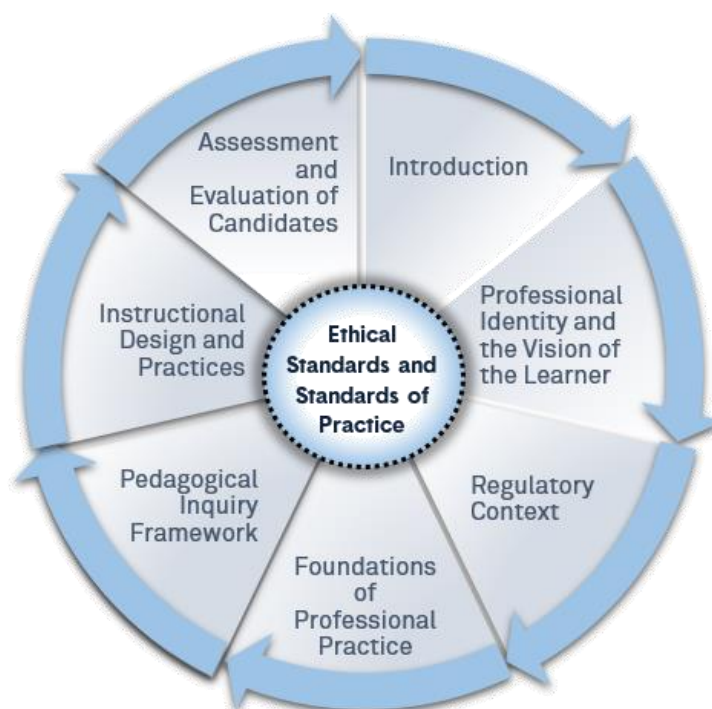 Assessment
and
Evaluation of
Candidates
Introduction
Professional
Identity and
the Vision of
the Learner
Regulatory
Context
Foundations
of
Professional
Practice
Pedagogical
Inquiry
Framework
Instructional
Design and
Practices
Ethical
Standards and
Standards of
Practice